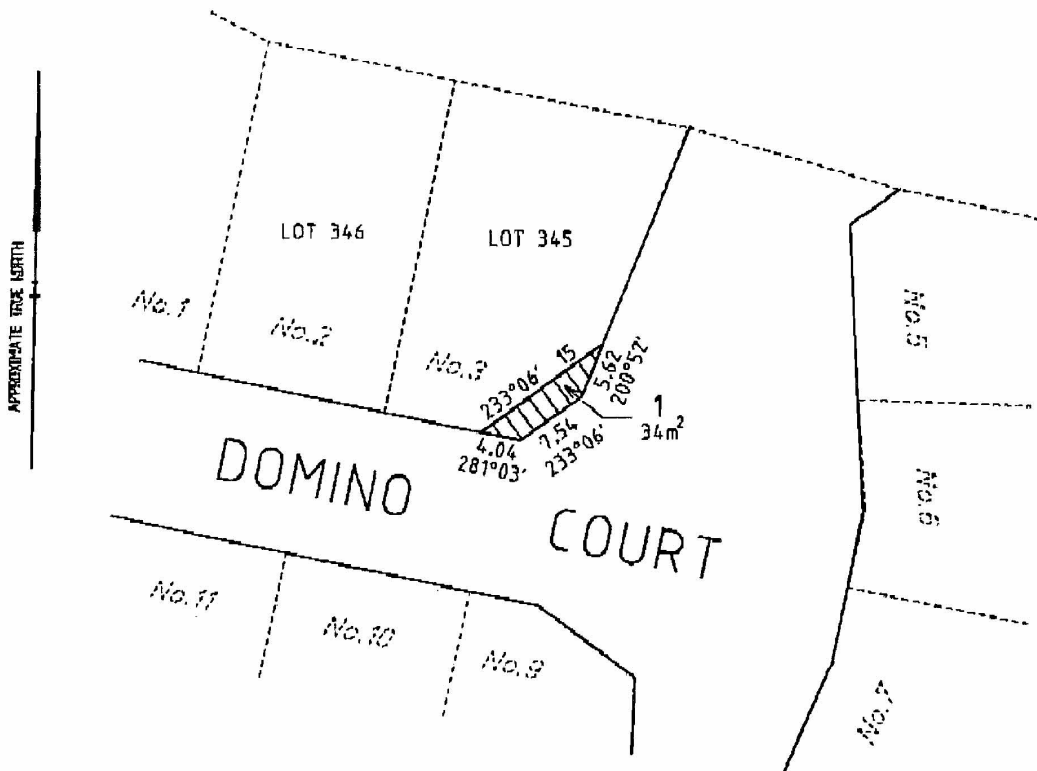 APPROXIMATE TRUE NORTH
LOT 346
LOT 345
No.1
No.2
No.3
233°06' 15
5.62
200°52'
1
34m²
4.04
281°03'
7.54
233°06'
DOMINO COURT
No.5
No.6
No.7
No.11
No.10
No.9